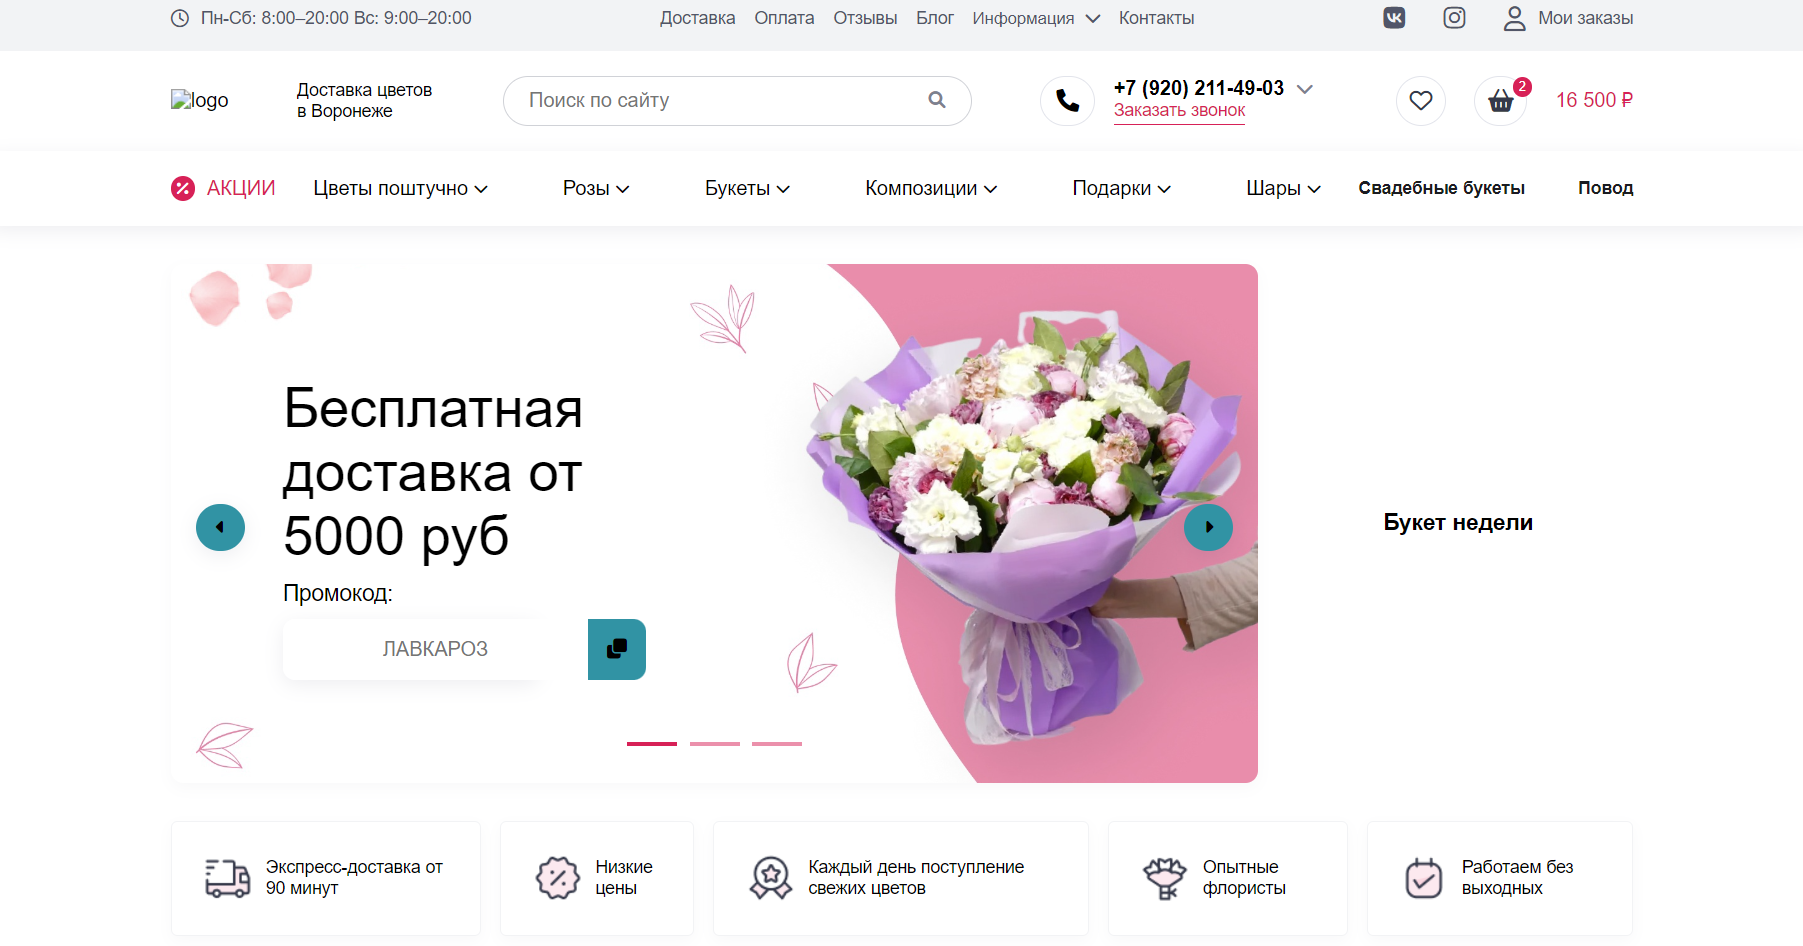 Пн-Сб: 8:00–20:00 Вс: 9:00–20:00
Доставка Оплата Отзывы Блог Информация Контакты
Мои заказы
logo
Доставка цветов
в Воронеже
Поиск по сайту
+7 (920) 211-49-03
Заказать звонок
2
16 500 ₽
АКЦИИ
Цветы поштучно
Розы
Букеты
Композиции
Подарки
Шары
Свадебные букеты
Повод
Бесплатная
доставка от
5000 руб
Промокод:
ЛАВКАРОЗ
Букет недели
Экспресс-доставка от
90 минут
Низкие
цены
Каждый день поступление
свежих цветов
Опытные
флористы
Работаем без
выходных